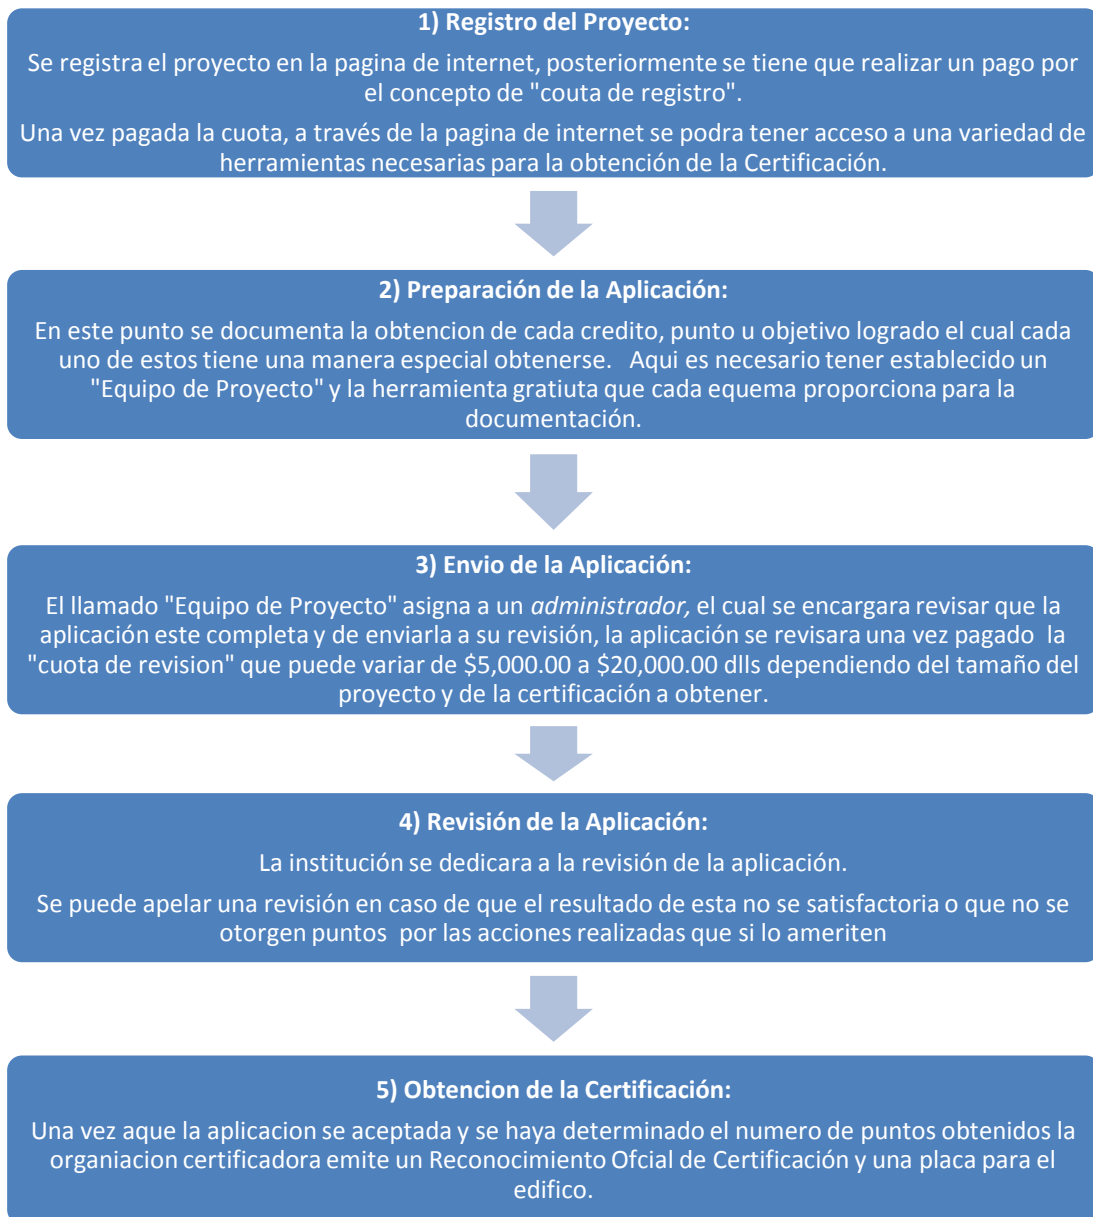 1) Registro del Proyecto:
Se registra el proyecto en la pagina de internet, posteriormente se tiene que realizar un pago por
el concepto de "couta de registro".
Una vez pagada la cuota, a través de la pagina de internet se podra tener acceso a una variedad de
herramientas necesarias para la obtención de la Certificación.
2) Preparación de la Aplicación:
En este punto se documenta la obtencion de cada credito, punto u objetivo logrado el cual cada
uno de estos tiene una manera especial obtenerse. Aqui es necesario tener establecido un
"Equipo de Proyecto" y la herramienta gratiuta que cada equema proporciona para la
documentación.
3) Envio de la Aplicación:
El llamado "Equipo de Proyecto" asigna a un administrador, el cual se encargara revisar que la
aplicación este completa y de enviarla a su revisión, la aplicación se revisara una vez pagado la
"cuota de revision" que puede variar de $5,000.00 a $20,000.00 dlls dependiendo del tamaño del
proyecto y de la certificación a obtener.
4) Revisión de la Aplicación:
La institución se dedicara a la revisión de la aplicación.
Se puede apelar una revisión en caso de que el resultado de esta no se satisfactoria o que no se
otorgen puntos por las acciones realizadas que si lo ameriten
5) Obtencion de la Certificación:
Una vez aque la aplicacion se aceptada y se haya determinado el numero de puntos obtenidos la
organiacion certificadora emite un Reconocimiento Ofcial de Certificación y una placa para el
edifico.